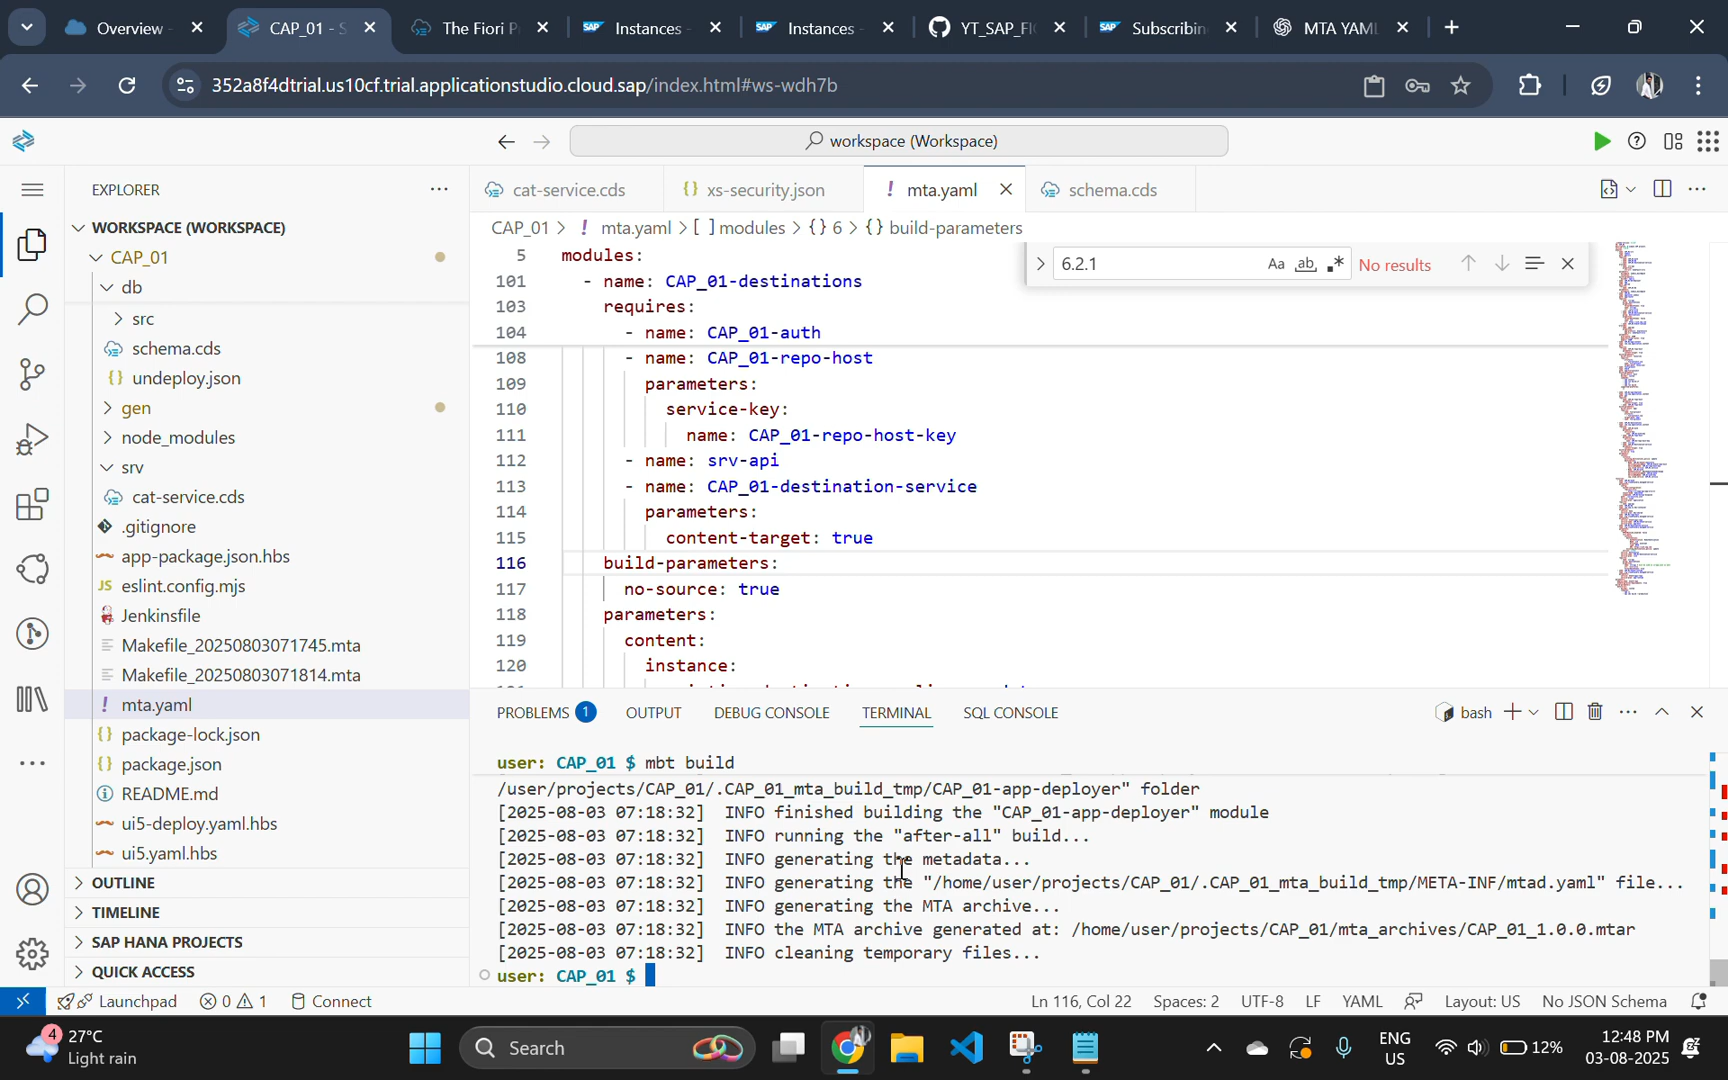 Overview
CAP_01 - S
The Fiori P
Instances -
Instances -
YT_SAP_FI
Subscribin
MTA YAML
352a8f4dtrial.us10cf.trial.applicationstudio.cloud.sap/index.html#ws-wdh7b
workspace (Workspace)
EXPLORER
WORKSPACE (WORKSPACE)
CAP_01
db
src
schema.cds
undeploy.json
gen
node_modules
srv
cat-service.cds
.gitignore
app-package.json.hbs
eslint.config.mjs
Jenkinsfile
Makefile_20250803071745.mta
Makefile_20250803071814.mta
mta.yaml
package-lock.json
package.json
README.md
ui5-deploy.yaml.hbs
ui5.yaml.hbs
OUTLINE
TIMELINE
SAP HANA PROJECTS
QUICK ACCESS
cat-service.cds
xs-security.json
mta.yaml
schema.cds
CAP_01 > mta.yaml > [ ] modules > {} 6 > {} build-parameters
6.2.1
No results
5 modules:
101 - name: CAP_01-destinations
103 requires:
104 - name: CAP_01-auth
108 - name: CAP_01-repo-host
109 parameters:
110 service-key:
111 name: CAP_01-repo-host-key
112 - name: srv-api
113 - name: CAP_01-destination-service
114 parameters:
115 content-target: true
116 build-parameters:
117 no-source: true
118 parameters:
119 content:
120 instance:
PROBLEMS 1
OUTPUT
DEBUG CONSOLE
TERMINAL
SQL CONSOLE
bash
user: CAP_01 $ mbt build
/user/projects/CAP_01/.CAP_01_mta_build_tmp/CAP_01-app-deployer" folder
[2025-08-03 07:18:32] INFO finished building the "CAP_01-app-deployer" module
[2025-08-03 07:18:32] INFO running the "after-all" build...
[2025-08-03 07:18:32] INFO generating the metadata...
[2025-08-03 07:18:32] INFO generating the "/home/user/projects/CAP_01/.CAP_01_mta_build_tmp/META-INF/mtad.yaml" file...
[2025-08-03 07:18:32] INFO generating the MTA archive...
[2025-08-03 07:18:32] INFO the MTA archive generated at: /home/user/projects/CAP_01/mta_archives/CAP_01_1.0.0.mtar
[2025-08-03 07:18:32] INFO cleaning temporary files...
user: CAP_01 $
Launchpad
0 1
Connect
Ln 116, Col 22
Spaces: 2
UTF-8
LF
YAML
Layout: US
No JSON Schema
4
27°C
Light rain
Search
ENG
US
12%
12:48 PM
03-08-2025